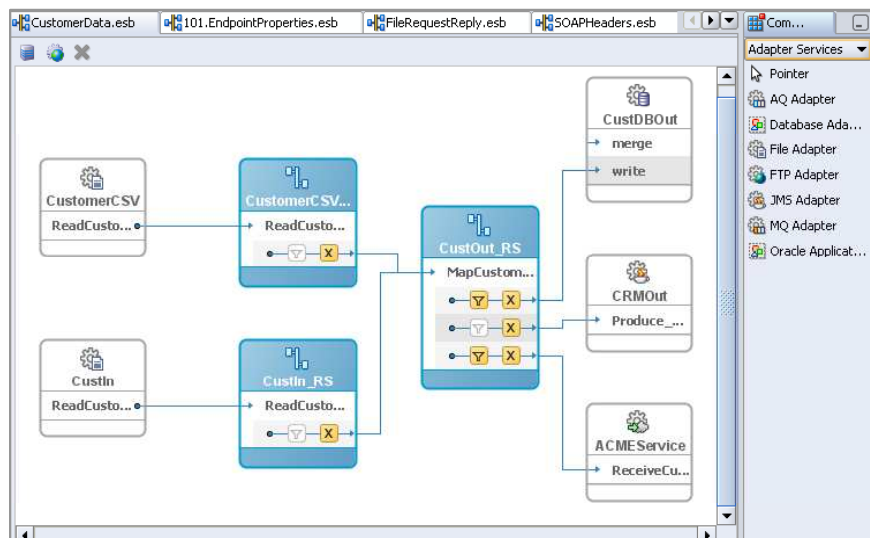 CustomerData.esb
101.EndpointProperties.esb
FileRequestReply.esb
SOAPHeaders.esb
Com...
Adapter Services
Pointer
AQ Adapter
Database Ada...
File Adapter
FTP Adapter
JMS Adapter
MQ Adapter
Oracle Applicat...
CustomerCSV
ReadCusto...
CustomerCSV...
ReadCusto...
X
CustIn
ReadCusto...
CustIn_RS
ReadCusto...
X
CustOut_RS
MapCustom...
X
X
X
CustDBOut
merge
write
CRMOut
Produce_...
ACMEService
ReceiveCu...